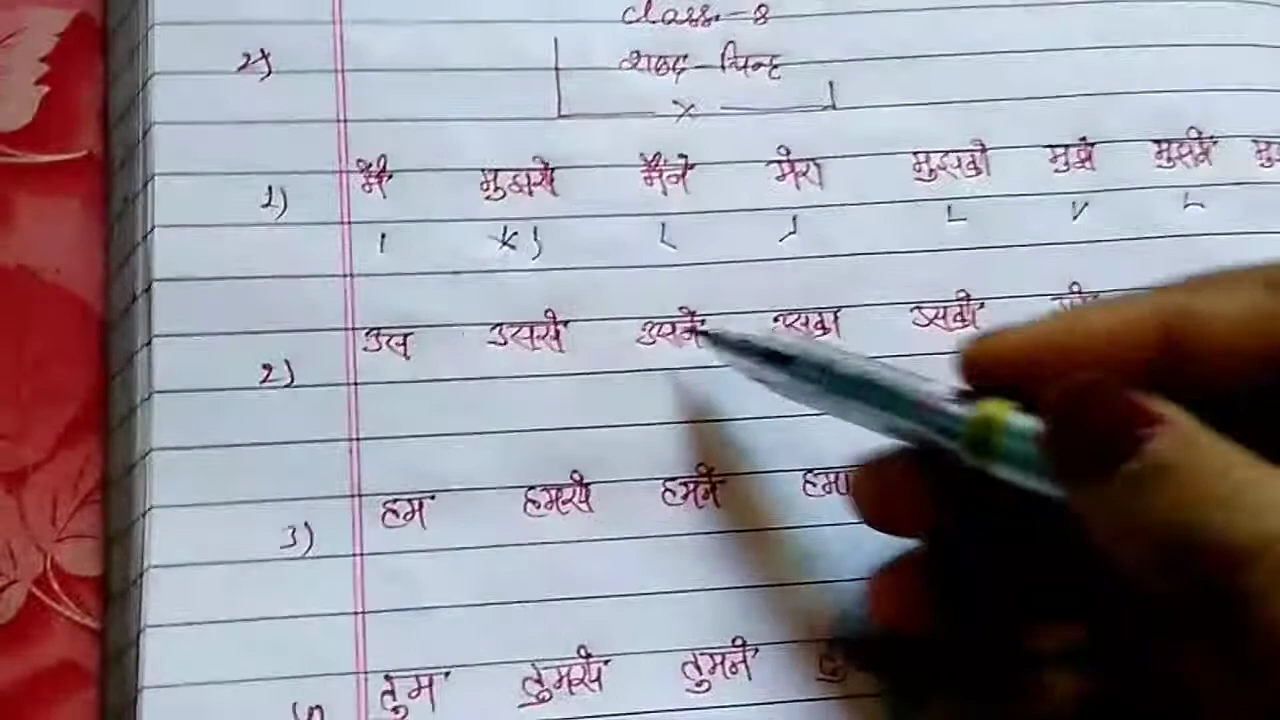 Class - 8
2)
शब्द - चिन्ह
x
1) मैं मुझसे मैंने मेरा मुझको मुझे मुझमें
2) उस उससे उसने उसका उसकी
3) हम हमसे हमने हमा
तुम तुमसे तुमने